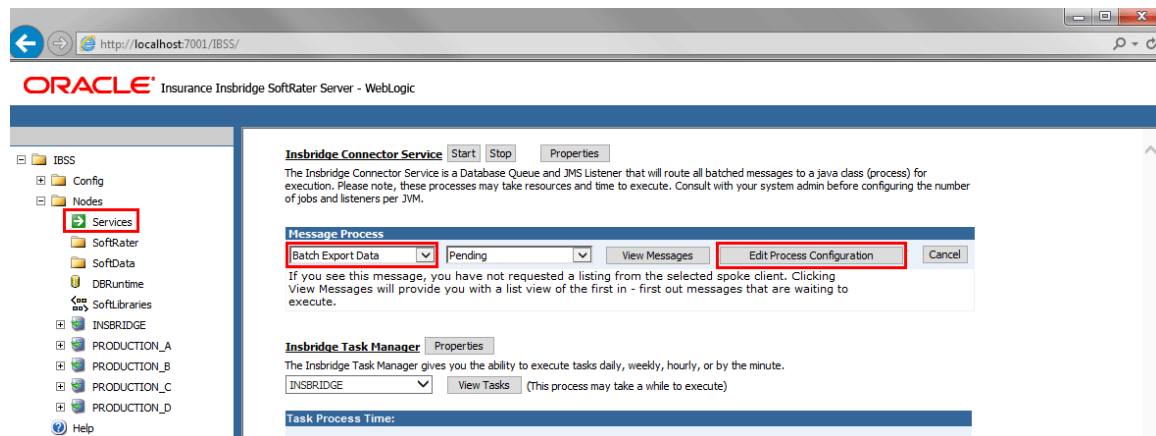 http://localhost:7001/IBSS/
ORACLE Insurance Insbridge SoftRater Server - WebLogic
IBSS
Config
Nodes
Services
SoftRater
SoftData
DBRuntime
SoftLibraries
INSBRIDGE
PRODUCTION_A
PRODUCTION_B
PRODUCTION_C
PRODUCTION_D
Help
Insbridge Connector Service Start Stop Properties
The Insbridge Connector Service is a Database Queue and JMS Listener that will route all batched messages to a java class (process) for
execution. Please note, these processes may take resources and time to execute. Consult with your system admin before configuring the number
of jobs and listeners per JVM.
Message Process
Batch Export Data Pending View Messages Edit Process Configuration Cancel
If you see this message, you have not requested a listing from the selected spoke client. Clicking
View Messages will provide you with a list view of the first in - first out messages that are waiting to
execute.
Insbridge Task Manager Properties
The Insbridge Task Manager gives you the ability to execute tasks daily, weekly, hourly, or by the minute.
INSBRIDGE View Tasks (This process may take a while to execute)
Task Process Time: